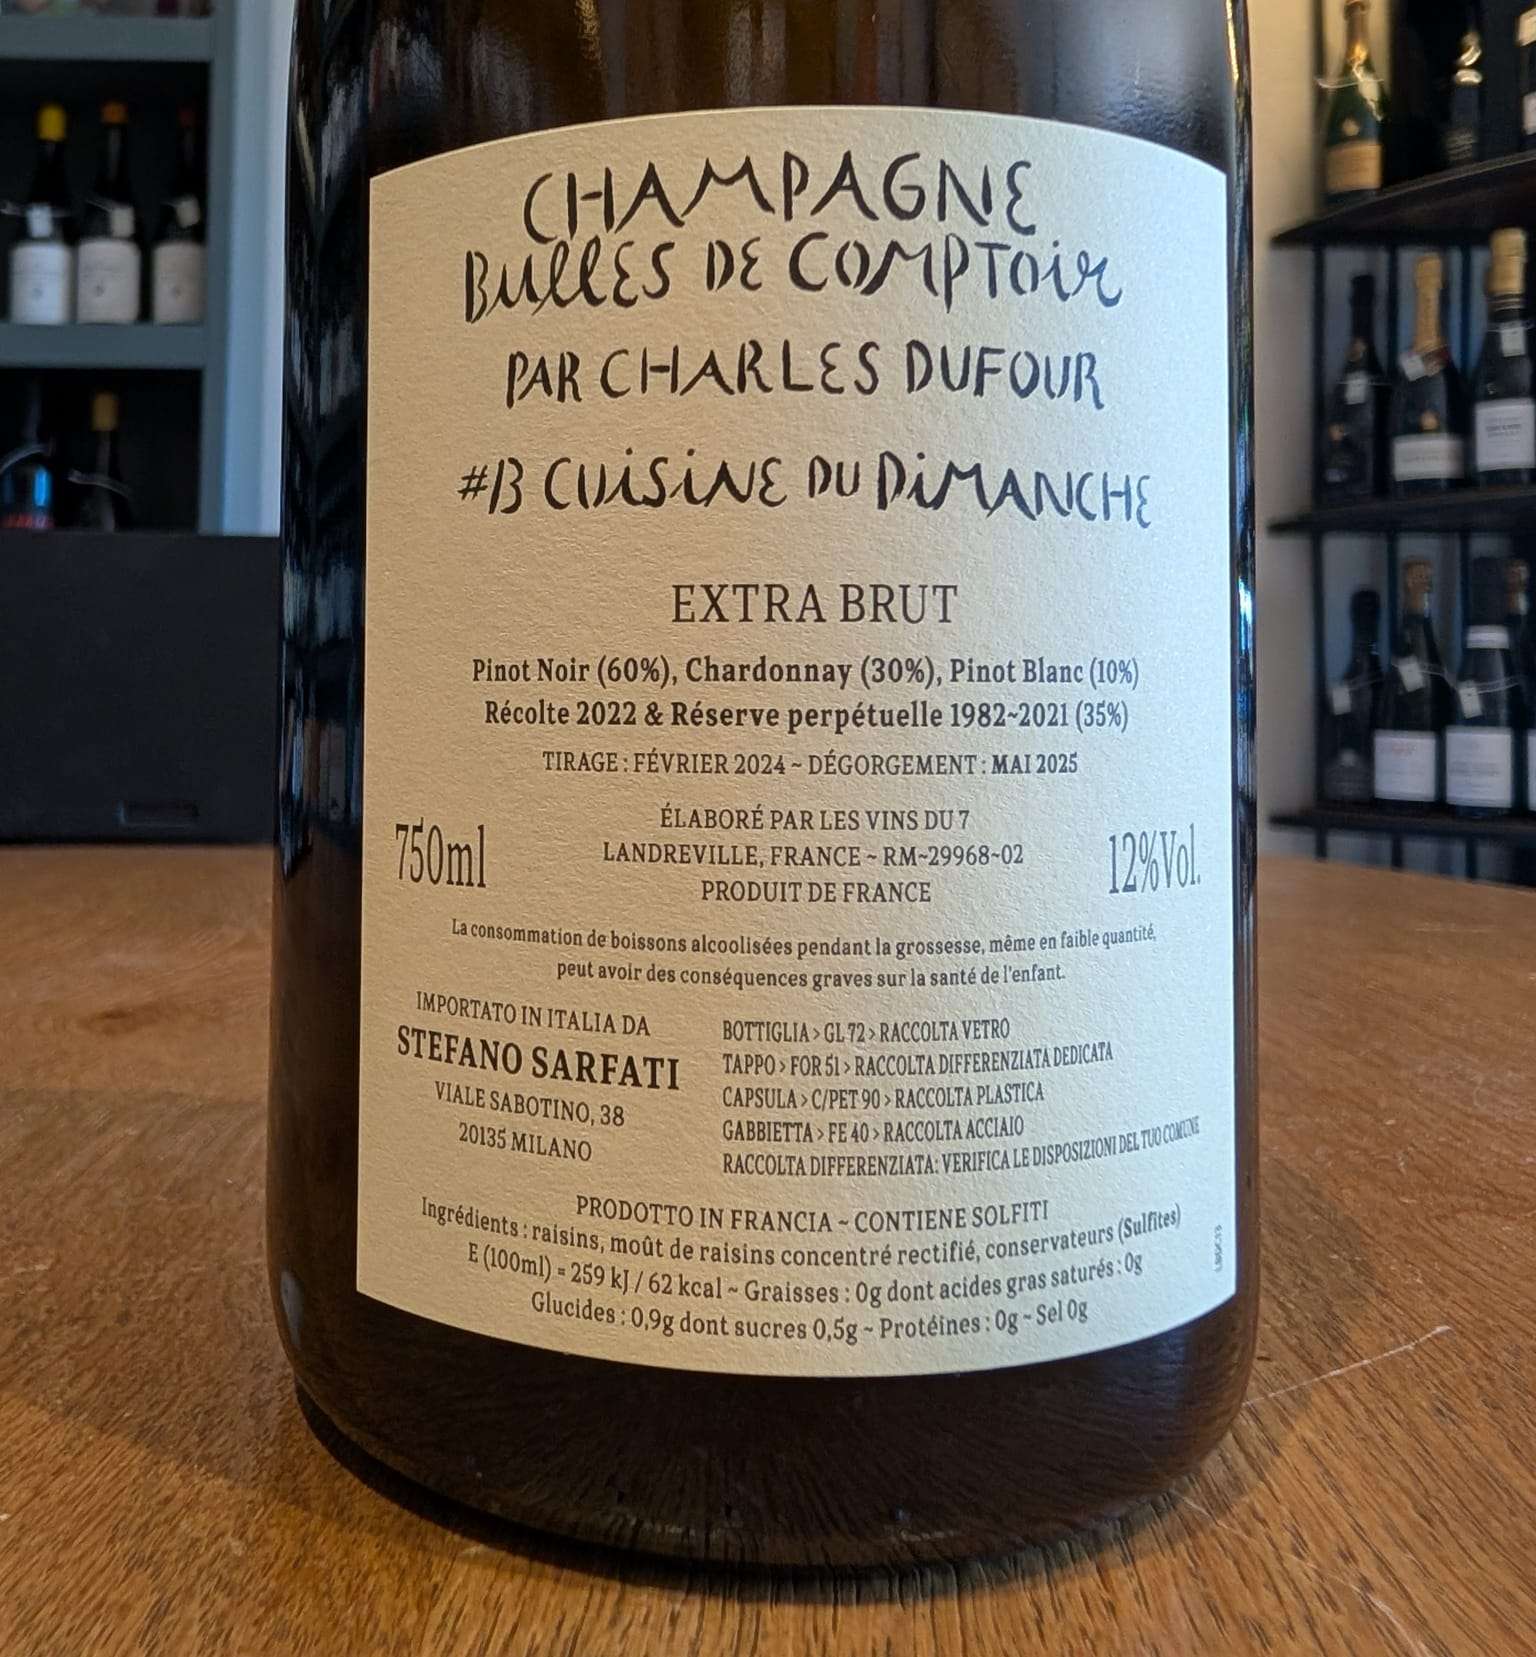 CHAMPAGNE
BULLES DE COMPTOIR
PAR CHARLES DUFOUR
#13 CUISINE DU DIMANCHE
EXTRA BRUT
Pinot Noir (60%), Chardonnay (30%), Pinot Blanc (10%)
Récolte 2022 & Réserve perpétuelle 1982~2021 (35%)
TIRAGE : FÉVRIER 2024 ~ DÉGORGEMENT : MAI 2025
ÉLABORÉ PAR LES VINS DU 7
LANDREVILLE, FRANCE ~ RM~29968~02
PRODUIT DE FRANCE
750ml
12%Vol.
La consommation de boissons alcoolisées pendant la grossesse, même en faible quantité,
peut avoir des conséquences graves sur la santé de l'enfant.
IMPORTATO IN ITALIA DA
STEFANO SARFATI
VIALE SABOTINO, 38
20135 MILANO
BOTTIGLIA > GL 72 > RACCOLTA VETRO
TAPPO > FOR 51 > RACCOLTA DIFFERENZIATA DEDICATA
CAPSULA > C/PET 90 > RACCOLTA PLASTICA
GABBIETTA > FE 40 > RACCOLTA ACCIAIO
RACCOLTA DIFFERENZIATA: VERIFICA LE DISPOSIZIONI DEL TUO COMUNE
PRODOTTO IN FRANCIA ~ CONTIENE SOLFITI
Ingrédients : raisins, moût de raisins concentré rectifié, conservateurs (Sulfites)
E (100ml) = 259 kJ / 62 kcal ~ Graisses : 0g dont acides gras saturés : 0g
Glucides : 0,9g dont sucres 0,5g ~ Protéines : 0g ~ Sel 0g